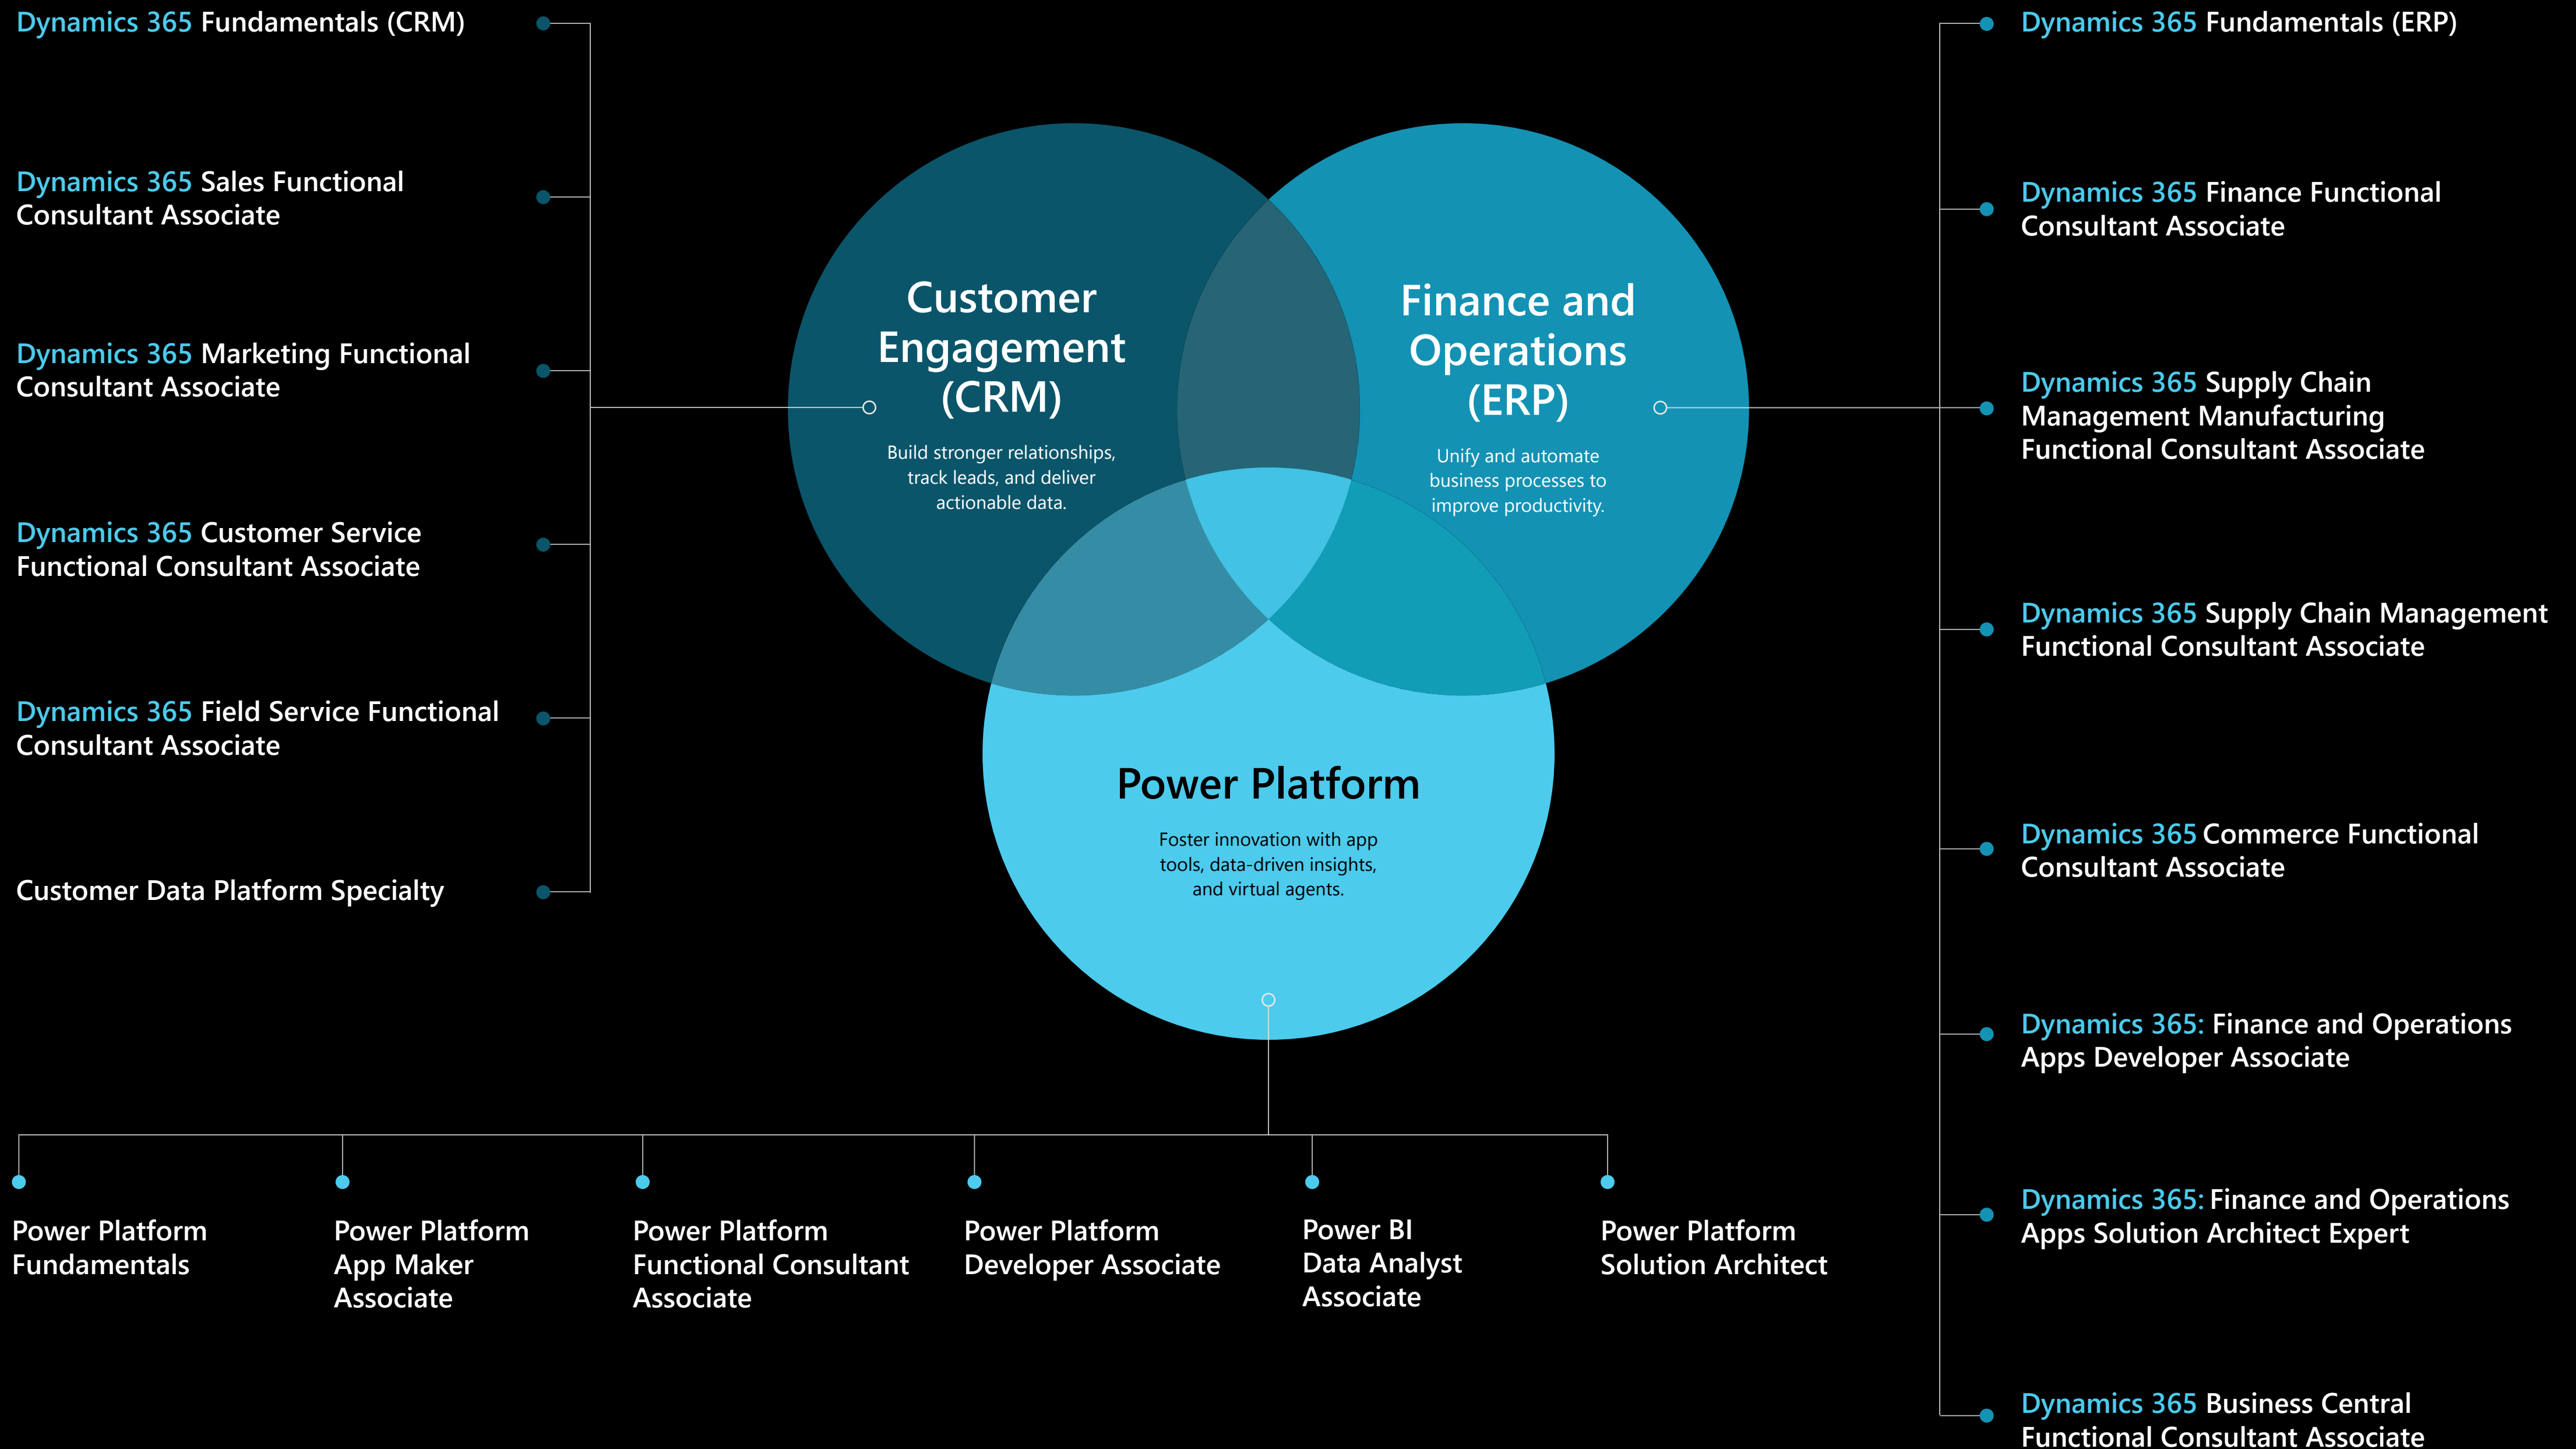 Dynamics 365 Fundamentals (CRM)
Dynamics 365 Sales Functional
Consultant Associate
Dynamics 365 Marketing Functional
Consultant Associate
Dynamics 365 Customer Service
Functional Consultant Associate
Dynamics 365 Field Service Functional
Consultant Associate
Customer Data Platform Specialty
Customer
Engagement
(CRM)
Build stronger relationships,
track leads, and deliver
actionable data.
Finance and
Operations
(ERP)
Unify and automate
business processes to
improve productivity.
Power Platform
Foster innovation with app
tools, data-driven insights,
and virtual agents.
Dynamics 365 Fundamentals (ERP)
Dynamics 365 Finance Functional
Consultant Associate
Dynamics 365 Supply Chain
Management Manufacturing
Functional Consultant Associate
Dynamics 365 Supply Chain Management
Functional Consultant Associate
Dynamics 365 Commerce Functional
Consultant Associate
Dynamics 365: Finance and Operations
Apps Developer Associate
Dynamics 365: Finance and Operations
Apps Solution Architect Expert
Dynamics 365 Business Central
Functional Consultant Associate
Power Platform
Fundamentals
Power Platform
App Maker
Associate
Power Platform
Functional Consultant
Associate
Power Platform
Developer Associate
Power BI
Data Analyst
Associate
Power Platform
Solution Architect